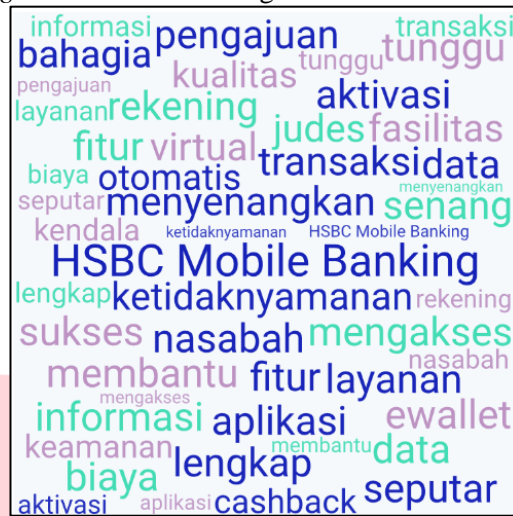 informasi transaksi
bahagia pengajuan tunggu tunggu
pengajuan kualitas aktivasi
layanan rekening judes fasilitas
fitur virtual transaksi data
biaya otomatis menyenangkan
seputar menyenangkan senang
kendala ketidaknyamanan HSBC Mobile Banking
HSBC Mobile Banking
lengkap ketidaknyamanan rekening
sukses nasabah mengakses
membantu fitur layanan nasabah
mengakses
informasi aplikasi ewallet
keamanan lengkap membantu data
biaya seputar
aktivasi aplikasi cashback